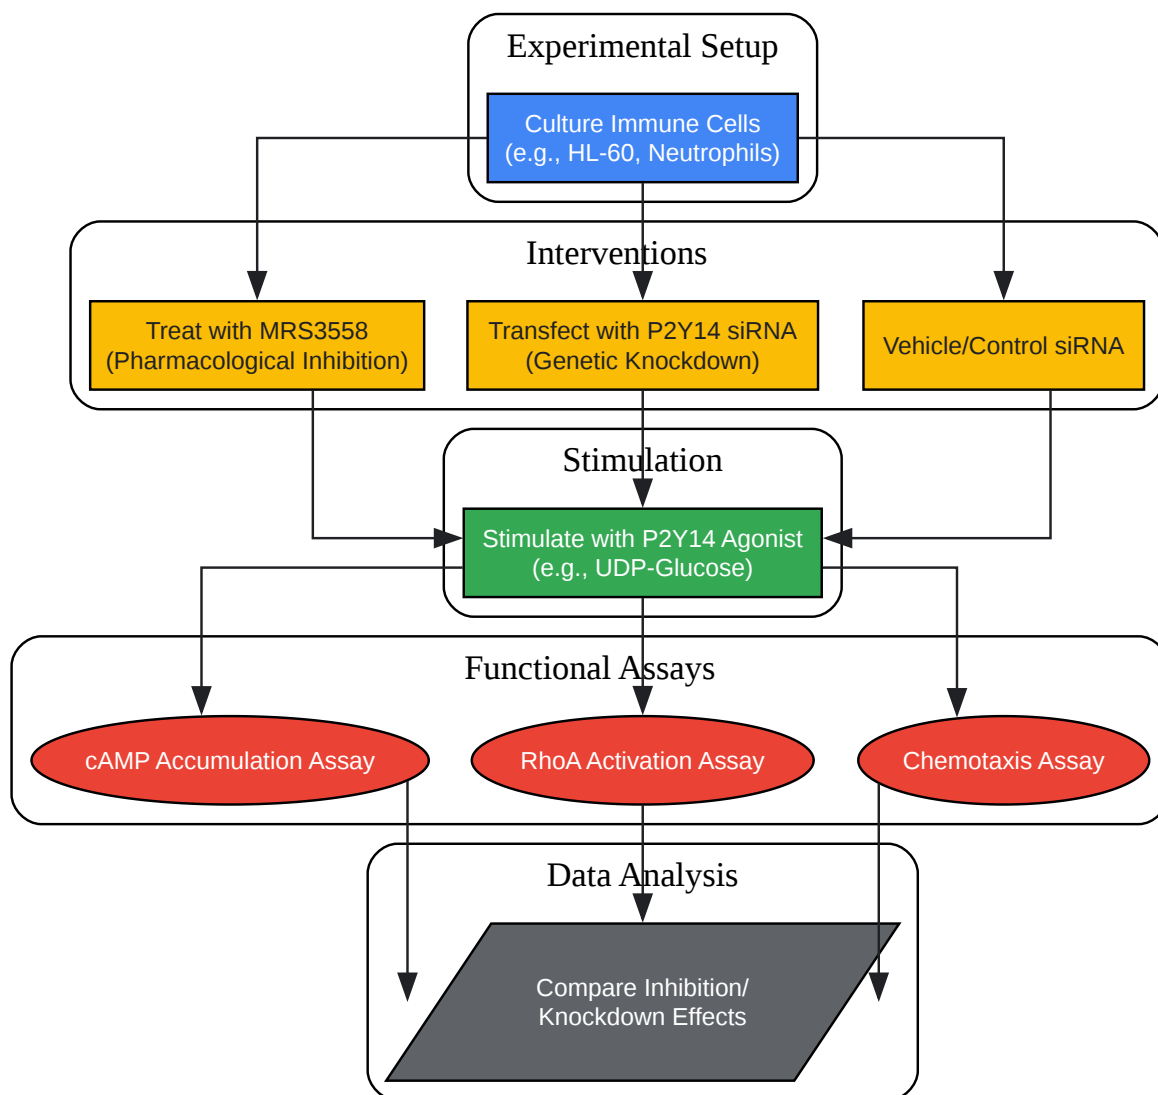 Experimental Setup
Culture Immune Cells
(e.g., HL-60, Neutrophils)
Interventions
Treat with MRS3558
(Pharmacological Inhibition)
Transfect with P2Y14 siRNA
(Genetic Knockdown)
Vehicle/Control siRNA
Stimulation
Stimulate with P2Y14 Agonist
(e.g., UDP-Glucose)
Functional Assays
cAMP Accumulation Assay
RhoA Activation Assay
Chemotaxis Assay
Data Analysis
Compare Inhibition/
Knockdown Effects